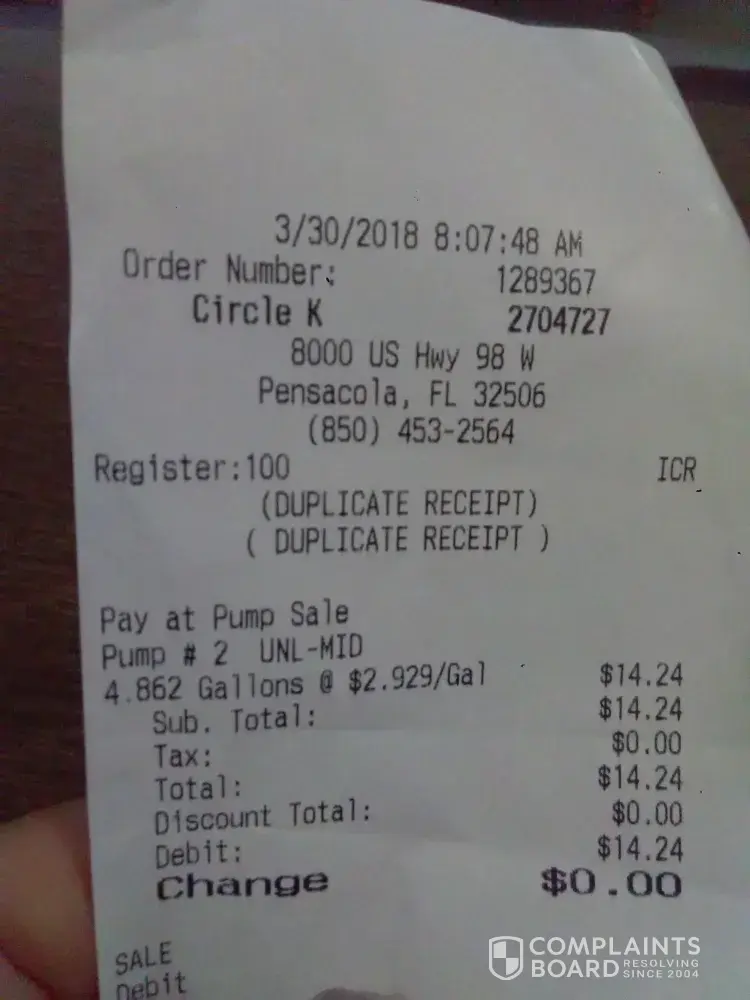 3/30/2018 8:07:48 AM
Order Number: 1289367
Circle K 2704727
8000 US Hwy 98 W
Pensacola, FL 32506
(850) 453-2564
Register:100 ICR
(DUPLICATE RECEIPT)
( DUPLICATE RECEIPT )
Pay at Pump Sale
Pump # 2 UNL-MID
4.862 Gallons @ $2.929/Gal $14.24
Sub. Total: $14.24
Tax: $0.00
Total: $14.24
Discount Total: $0.00
Debit: $14.24
Change $0.00
SALE
Debit
COMPLAINTS
BOARD RESOLVING SINCE 2004